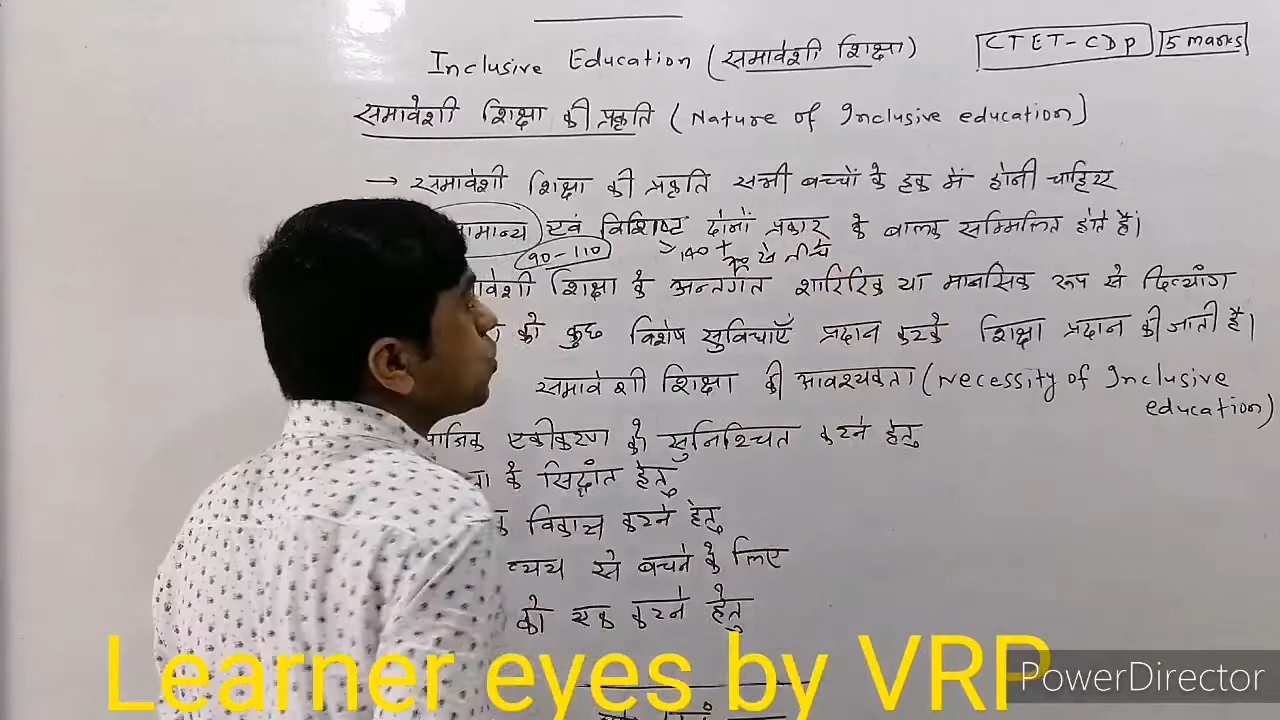 Inclusive Education (समावेशी शिक्षा)
CTET-CDP
5 marks
समावेशी शिक्षा की प्रकृति (Nature of Inclusive education)
→ समावेशी शिक्षा की प्रकृति सभी बच्चों के हक में होनी चाहिए
एवं विशिष्ट दोनों प्रकार के बालक सम्मिलित होते हैं।
90-110
>140 + से नीचे
शिक्षा के अन्तर्गत शारिरिक या मानसिक रूप से दिव्यांग
को कुछ विशेष सुविधाएँ प्रदान करके शिक्षा प्रदान की जाती है।
समावेशी शिक्षा की आवश्यकता (Necessity of Inclusive
education)
एकीकरण को सुनिश्चित करने हेतु
के सिद्धांत हेतु
विकास करने हेतु
व्यय से बचने के लिए
को एक करने हेतु
Learner eyes by VRP
PowerDirector